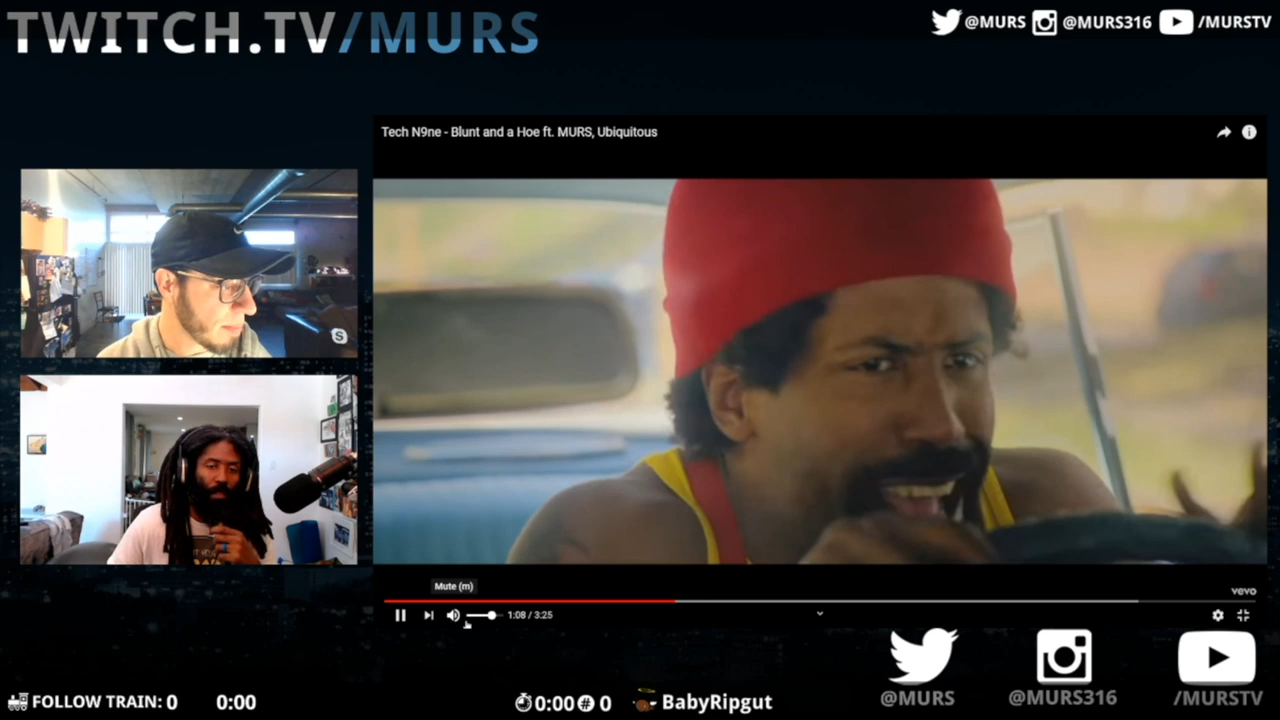 TWITCH.TV/MURS
@MURS @MURS316 /MURSTV
Tech N9ne - Blunt and a Hoe ft. MURS, Ubiquitous
Mute (m)
vevo
1:08 / 3:25
@MURS @MURS316 /MURSTV
FOLLOW TRAIN: 0 0:00 0:00 # 0 BabyRipgut